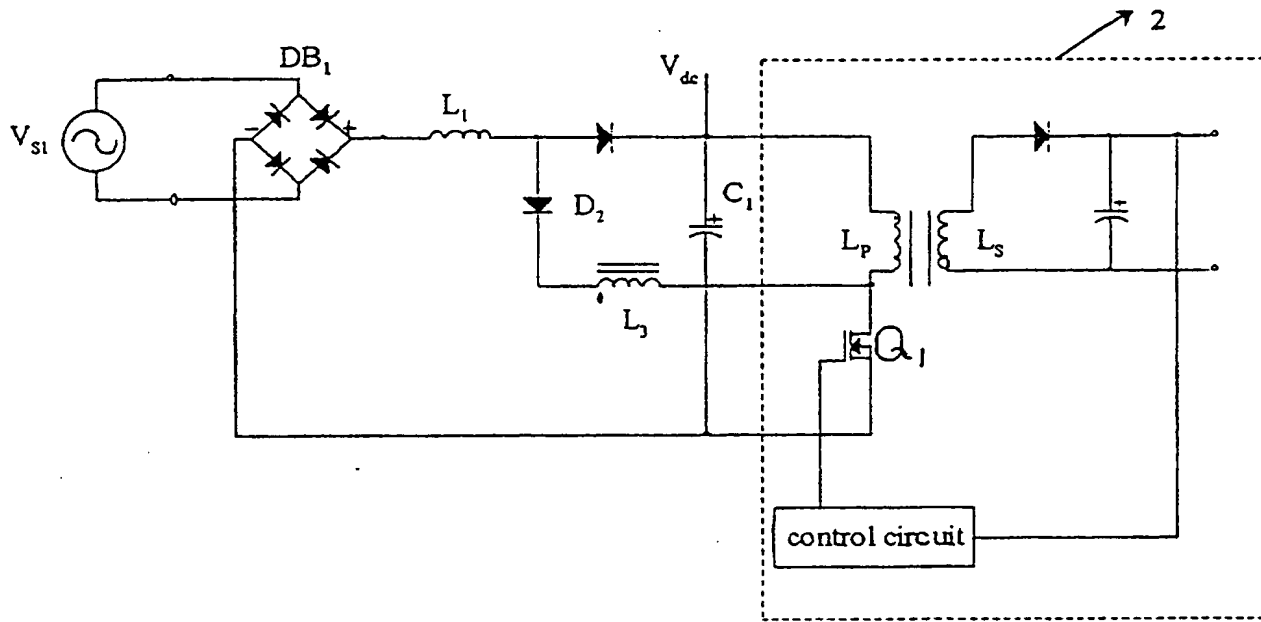 2
DB1
Vdc
L1
+
-
+
VS1
D2
C1
+
LP
LS
L3
Q1
control circuit